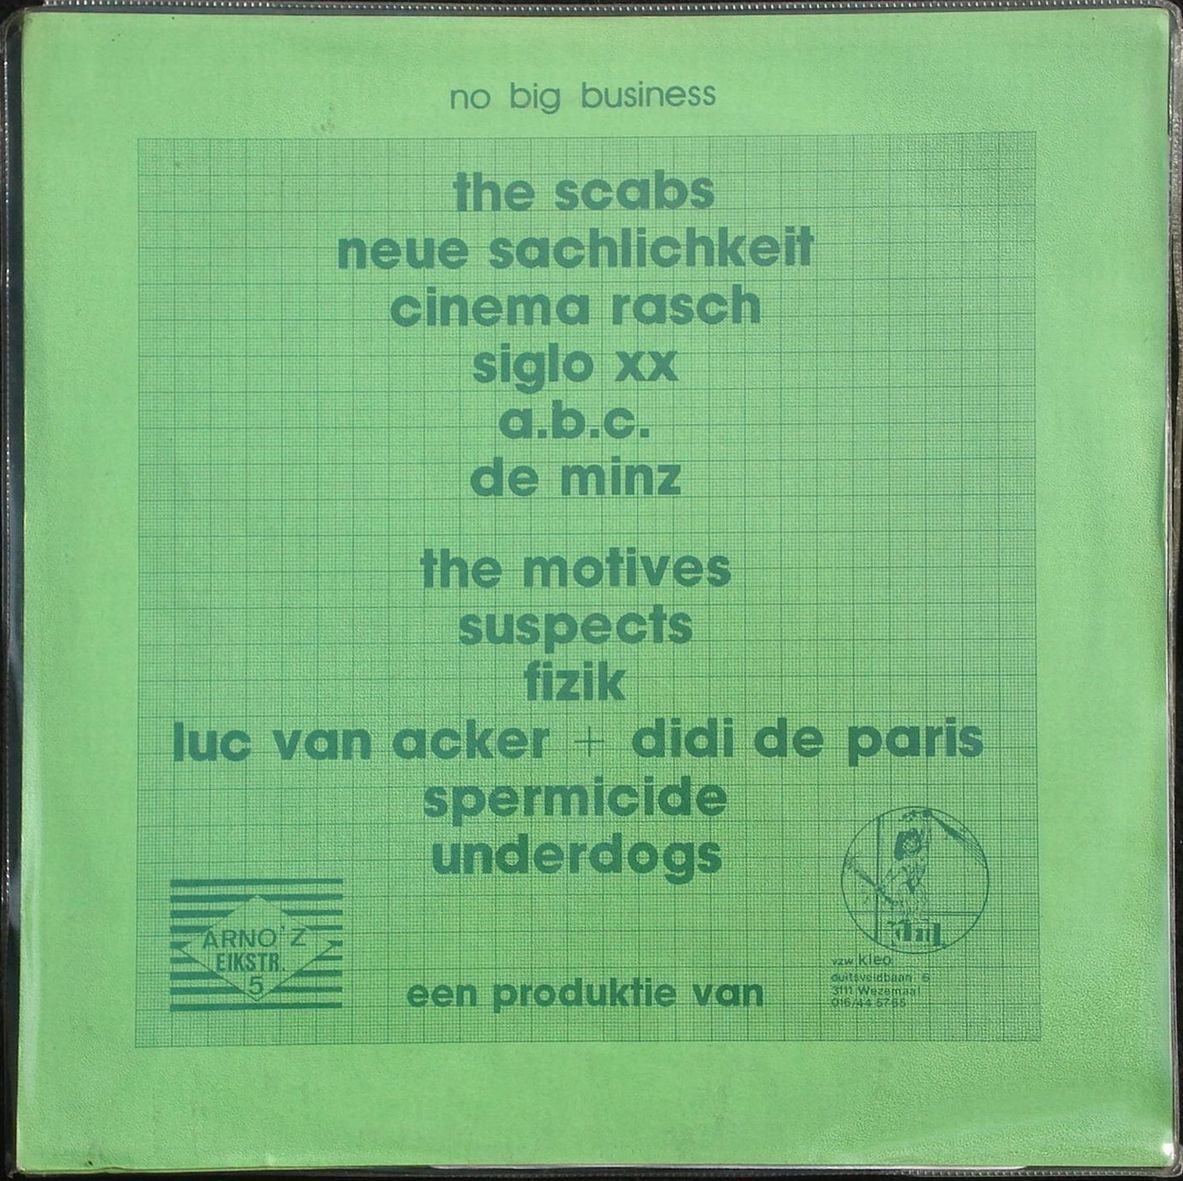 no big business
the scabs
neue sachlichkeit
cinema rasch
siglo xx
a.b.c.
de minz
the motives
suspects
fizik
luc van acker + didi de paris
spermicide
underdogs
ARNO'Z
EIKSTR.
5
een produktie van
vzw kleo
duitsveldbaan 6
3111 Wezemaal
016/44 57 65